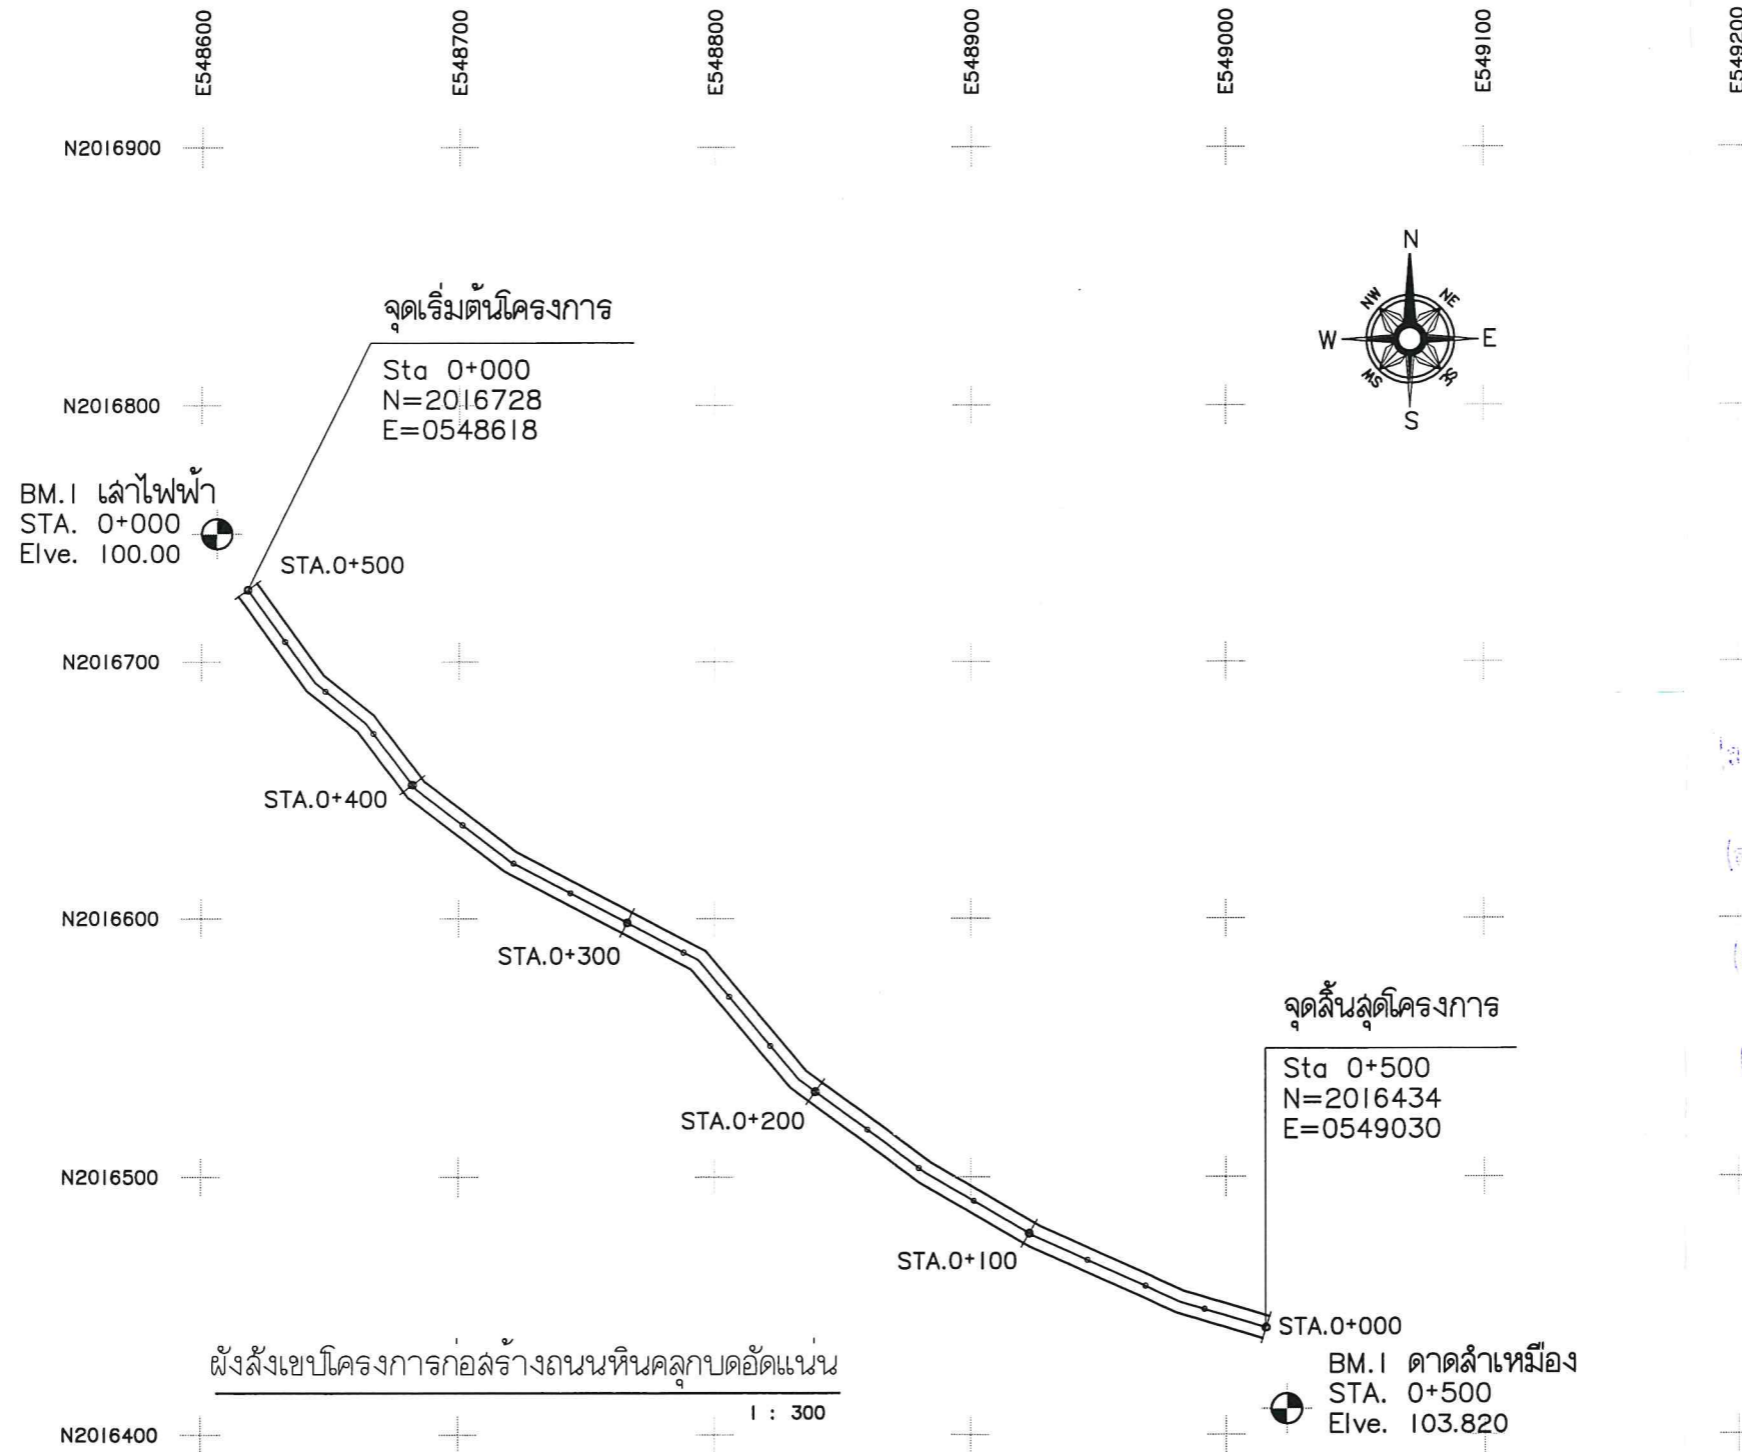 E548600
E548700
E548800
E548900
E549000
E549100
E549200
N2016900
N
NW
NE
W
E
SW
SE
S
จุดเริ่มต้นโครงการ
Sta 0+000
N=2016728
E=0548618
N2016800
BM.1 เสาไฟฟ้า
STA. 0+000
Elve. 100.00
STA.0+500
N2016700
STA.0+400
N2016600
STA.0+300
จุดสิ้นสุดโครงการ
Sta 0+500
N=2016434
E=0549030
STA.0+200
N2016500
STA.0+100
STA.0+000
BM.1 ดาดลำเหมือง
STA. 0+500
Elve. 103.820
ผังสังเขปโครงการก่อสร้างถนนหินคลุกบดอัดแน่น
1 : 300
N2016400